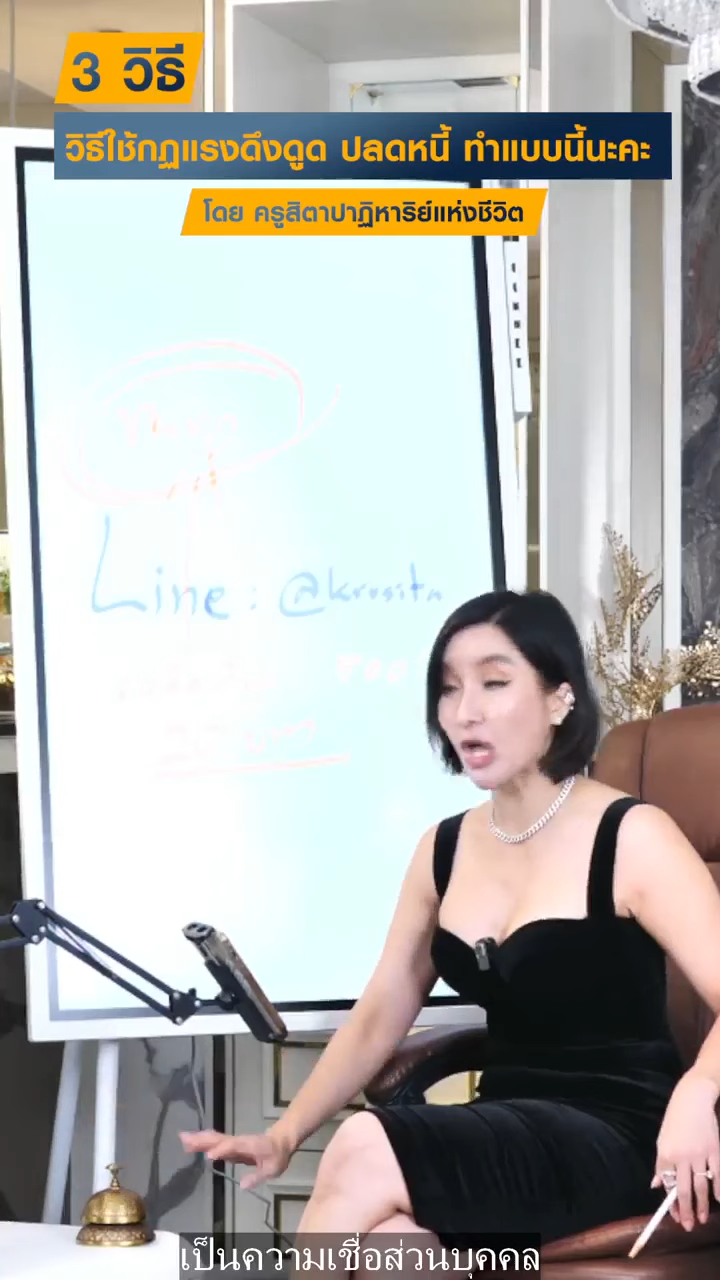 3 วิธี
วิธีใช้กฏแรงดึงดูด ปลดหนี้ ทำแบบนี้นะคะ
โดย ครูสิตาปาฏิหาริย์แห่งชีวิต
Line : @krusita
เป็นความเชื่อส่วนบุคคล